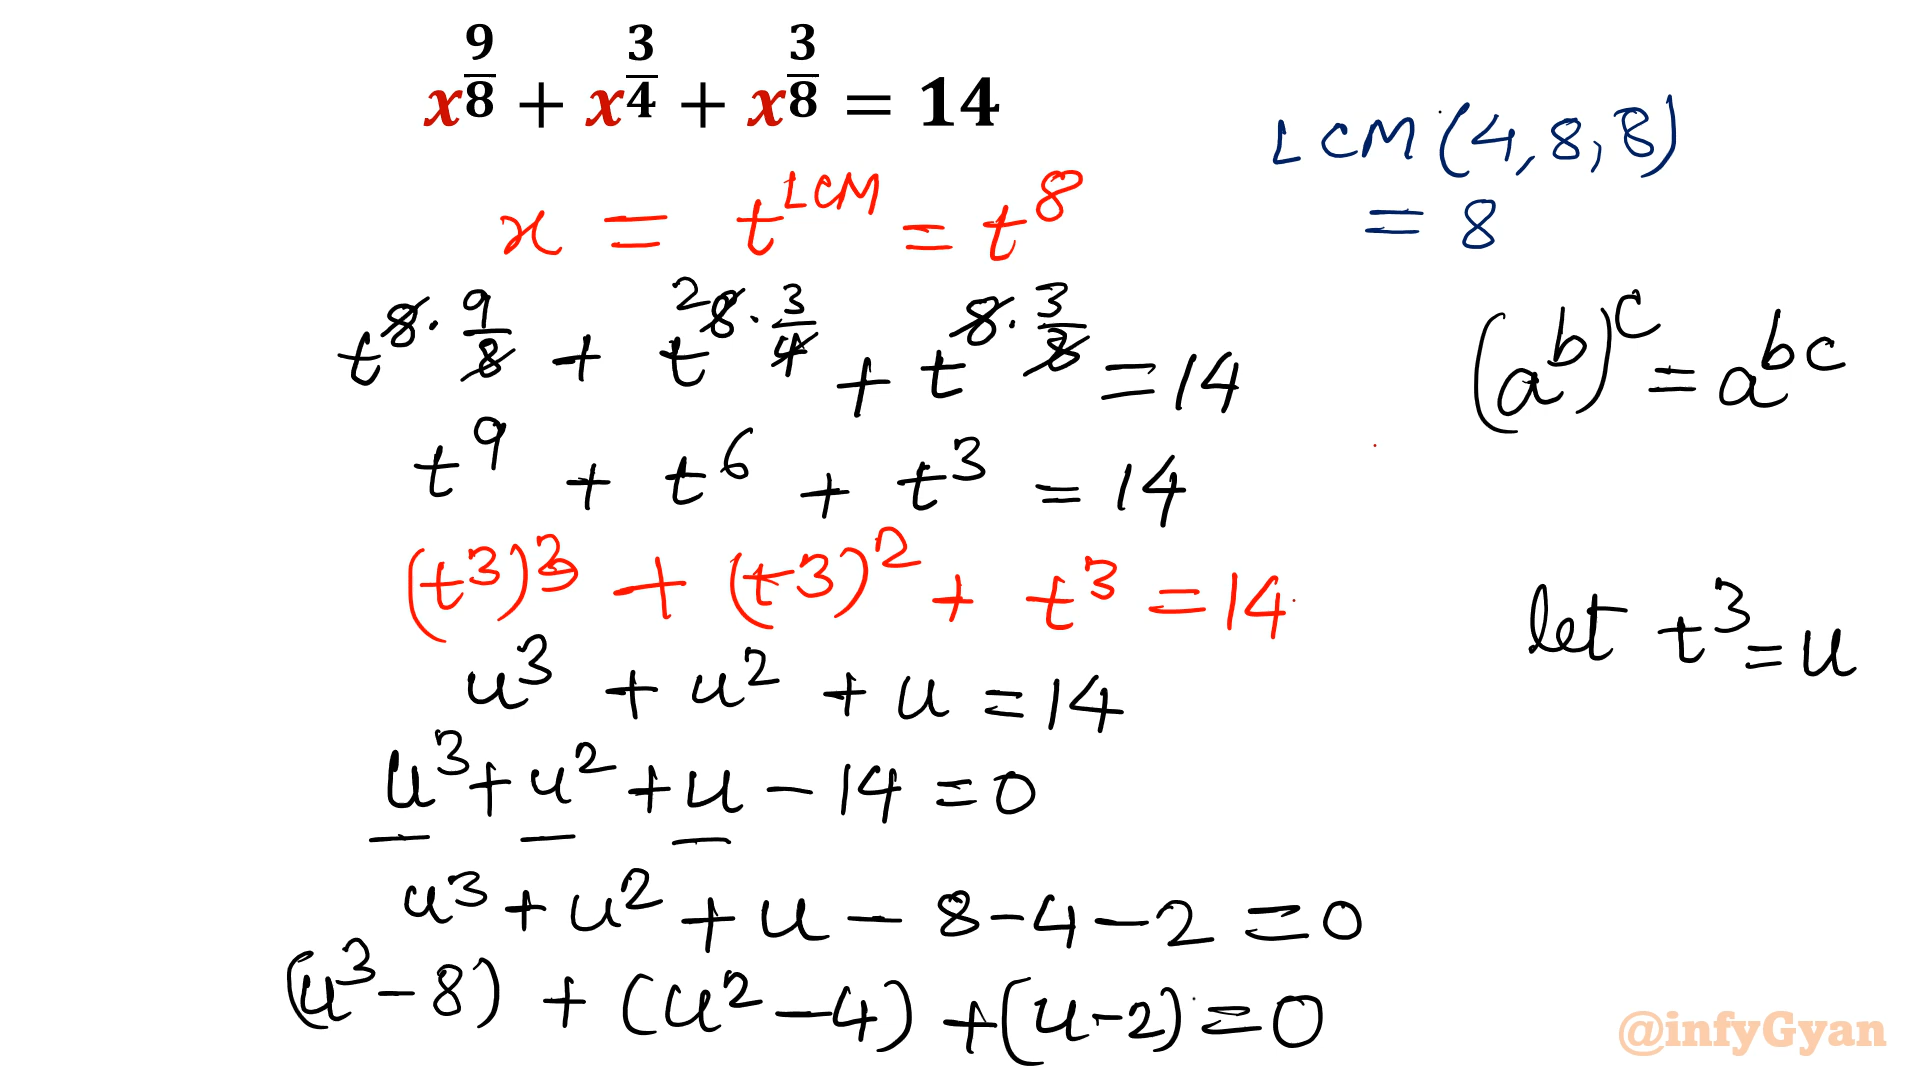 x^{9/8} + x^{3/4} + x^{3/8} = 14
LCM (4, 8, 8)
= 8
x = t^{LCM} = t^8
t^{8 · 9/8} + t^{8 · 3/4} + t^{8 · 3/8} = 14
2
(a^b)^c = a^{bc}
t^9 + t^6 + t^3 = 14
(t^3)^3 + (t^3)^2 + t^3 = 14
let t^3 = u
u^3 + u^2 + u = 14
u^3 + u^2 + u - 14 = 0
u^3 + u^2 + u - 8 - 4 - 2 = 0
(u^3 - 8) + (u^2 - 4) + (u - 2) = 0
@infyGyan